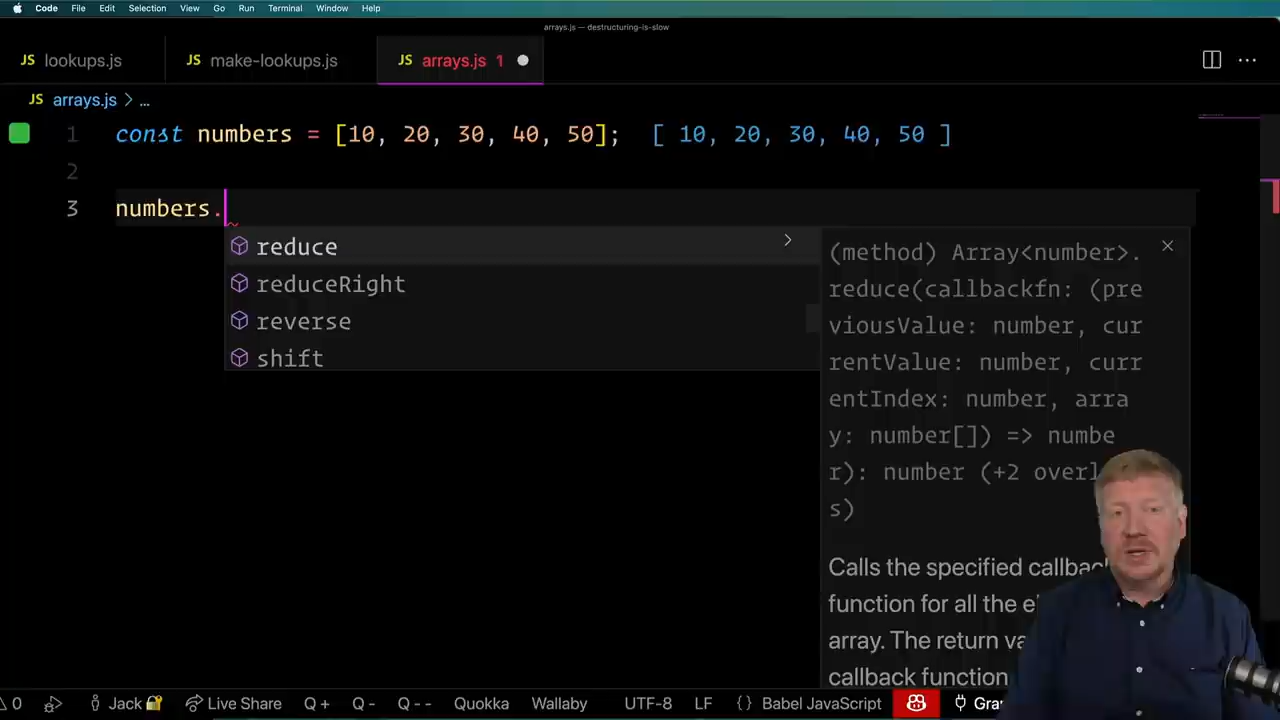 Code File Edit Selection View Go Run Terminal Window Help
arrays.js — destructuring-is-slow
JS lookups.js JS make-lookups.js JS arrays.js 1
JS arrays.js > ...
1 const numbers = [10, 20, 30, 40, 50]; [ 10, 20, 30, 40, 50 ]
2
3 numbers.
reduce
reduceRight
reverse
shift
(method) Array<number>.
reduce(callbackfn: (pre
viousValue: number, cur
rentValue: number, curr
entIndex: number, arra
y: number[]) => numbe
r): number (+2 overl
s)
Calls the specified callbac
function for all the el
array. The return va
callback function
0 Jack Live Share Q + Q - Q - - Quokka Wallaby UTF-8 LF {} Babel JavaScript Gra